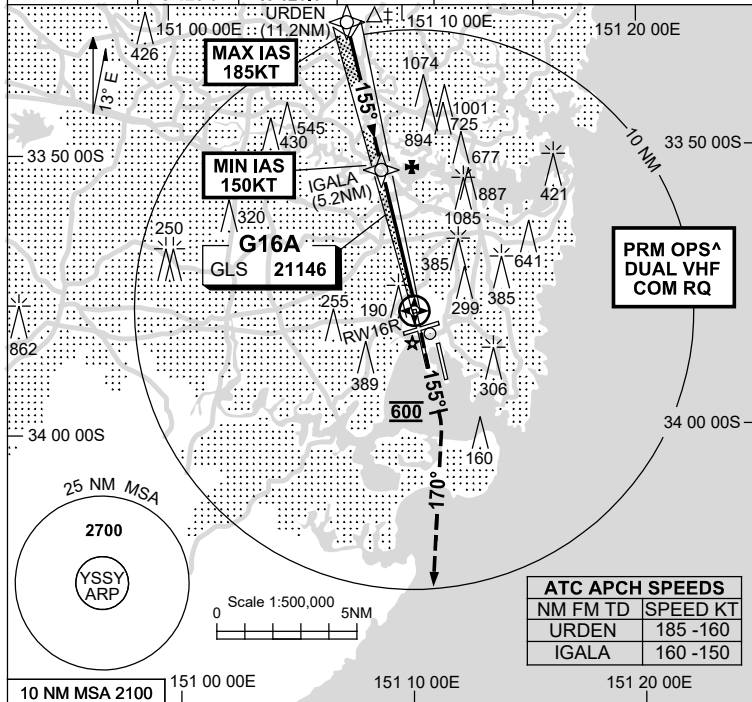 URDEN
(11.2NM)
151 00 00E
151 10 00E
151 20 00E
426
MAX IAS
185KT
1074
13° E
155°
1001
545
725
894
430
677
10 NM
33 50 00S
33 50 00S
MIN IAS
150KT
IGALA
(5.2NM)
887
421
320
1085
G16A
GLS 21146
250
641
385
PRM OPS^
DUAL VHF
COM RQ
385
299
255
190
RW16R
862
389
306
155°
600
34 00 00S
34 00 00S
160
170°
25 NM MSA
2700
YSSY
ARP
Scale 1:500,000
0 5NM
ATC APCH SPEEDS
NM FM TD SPEED KT
URDEN 185 -160
IGALA 160 -150
10 NM MSA 2100
151 00 00E
151 10 00E
151 20 00E